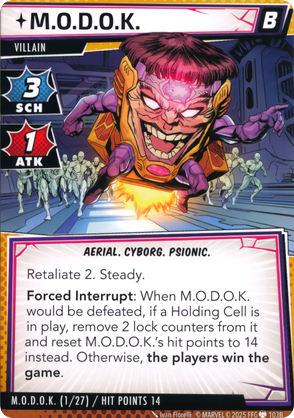 M.O.D.O.K.
B
VILLAIN
3
SCH
1
ATK
AERIAL. CYBORG. PSIONIC.
Retaliate 2. Steady.
Forced Interrupt: When M.O.D.O.K.
would be defeated, if a Holding Cell is
in play, remove 2 lock counters from it
and reset M.O.D.O.K.'s hit points to 14
instead. Otherwise, the players win the
game.
M.O.D.O.K. (1/27) / HIT POINTS 14
Ivan Fiorelli © MARVEL © 2025 FFG 103B